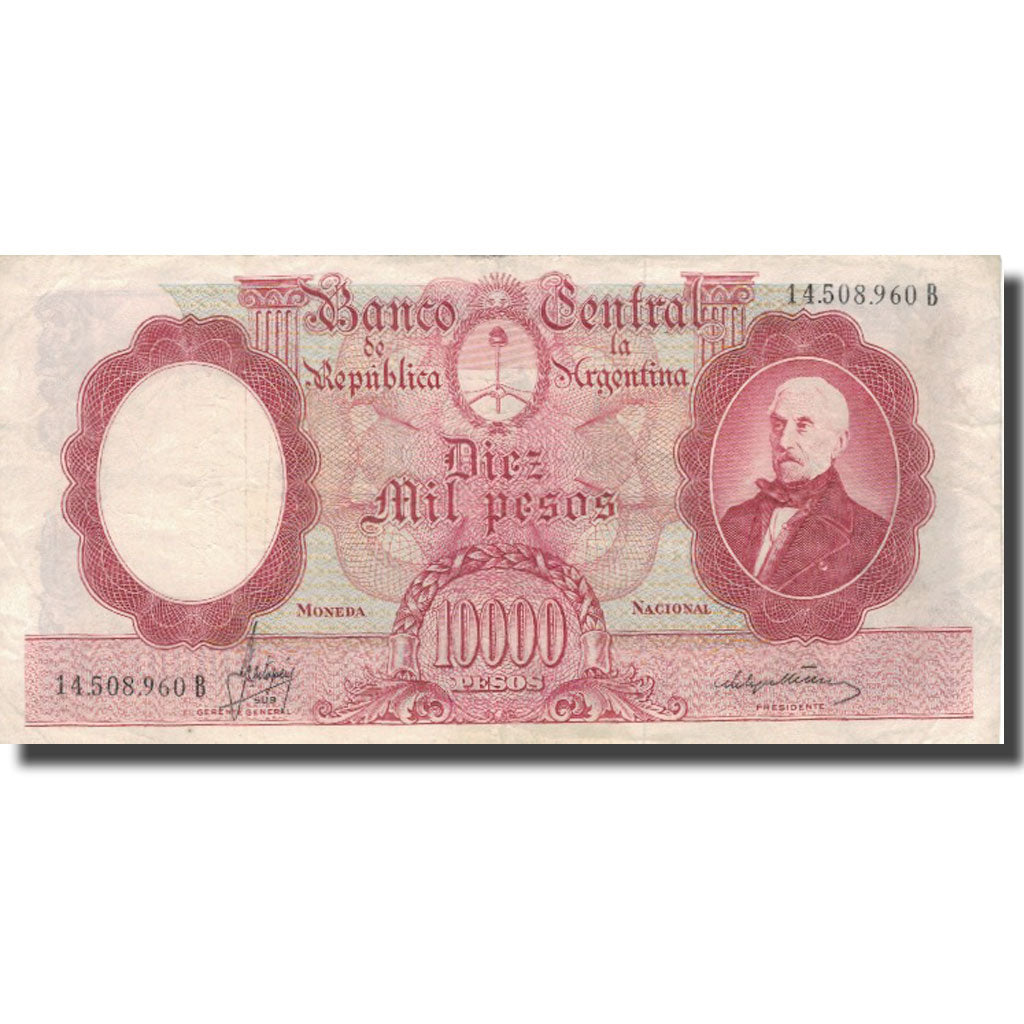 14.508.960 B
Banco Central
de la
República Argentina
Diez
Mil pesos
MONEDA NACIONAL
10000
PESOS
14.508.960 B
SUB
GERENTE GENERAL
PRESIDENTE